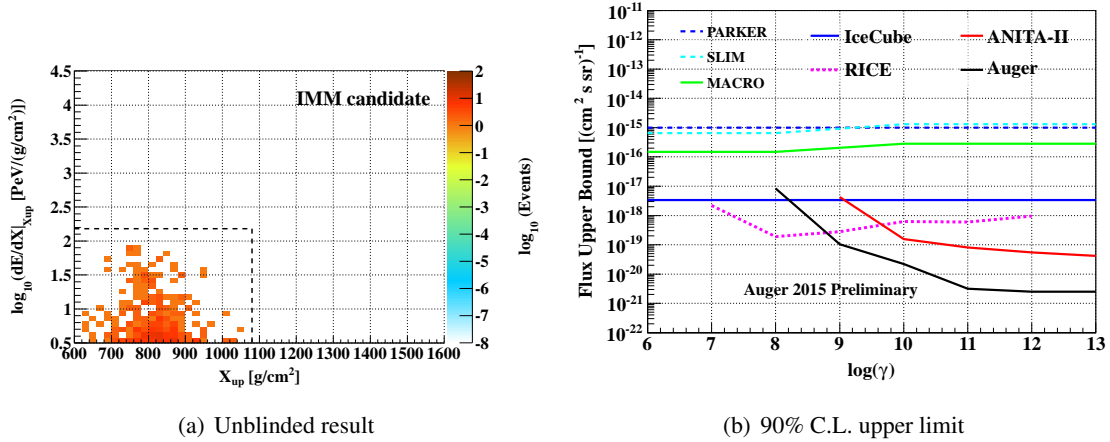 4.5
4
3.5
3
2.5
2
1.5
1
0.5
log10(dE/dX|Xup [PeV/(g/cm²)])
IMM candidate
600 700 800 900 1000 1100 1200 1300 1400 1500 1600
Xup [g/cm²]
2
1
0
-1
-2
-3
-4
-5
-6
-7
-8
log10(Events)
(a) Unblinded result
10⁻¹¹
10⁻¹²
10⁻¹³
10⁻¹⁴
10⁻¹⁵
10⁻¹⁶
10⁻¹⁷
10⁻¹⁸
10⁻¹⁹
10⁻²⁰
10⁻²¹
10⁻²²
Flux Upper Bound [(cm² s sr)⁻¹]
PARKER
SLIM
MACRO
IceCube
RICE
ANITA-II
Auger
Auger 2015 Preliminary
6 7 8 9 10 11 12 13
log(γ)
(b) 90% C.L. upper limit